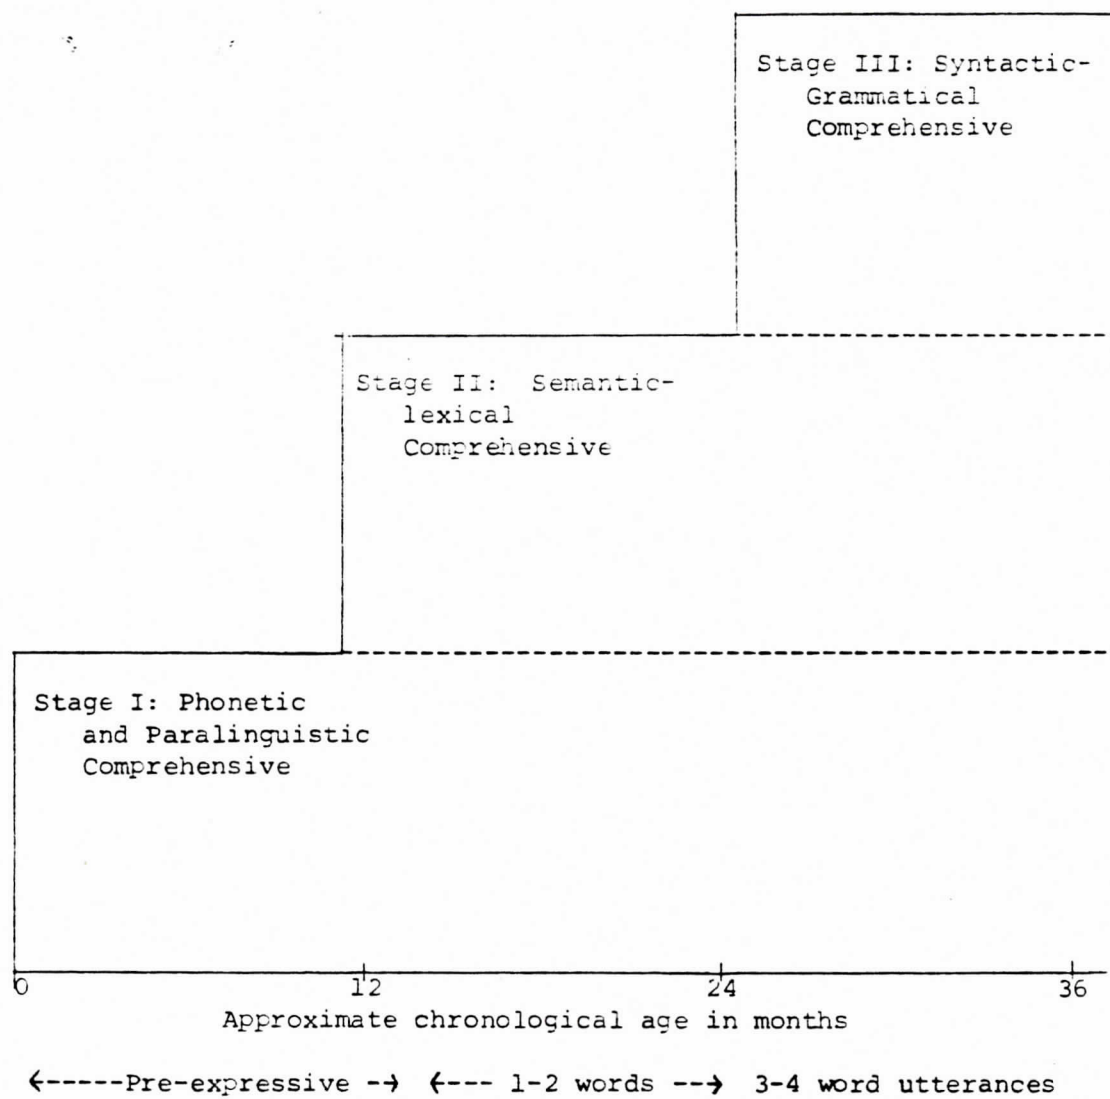 Stage III: Syntactic-
Grammatical
Comprehensive
Stage II: Semantic-
lexical
Comprehensive
Stage I: Phonetic
and Paralinguistic
Comprehensive
0 12 24 36
Approximate chronological age in months
<-----Pre-expressive --> <--- 1-2 words ---> 3-4 word utterances